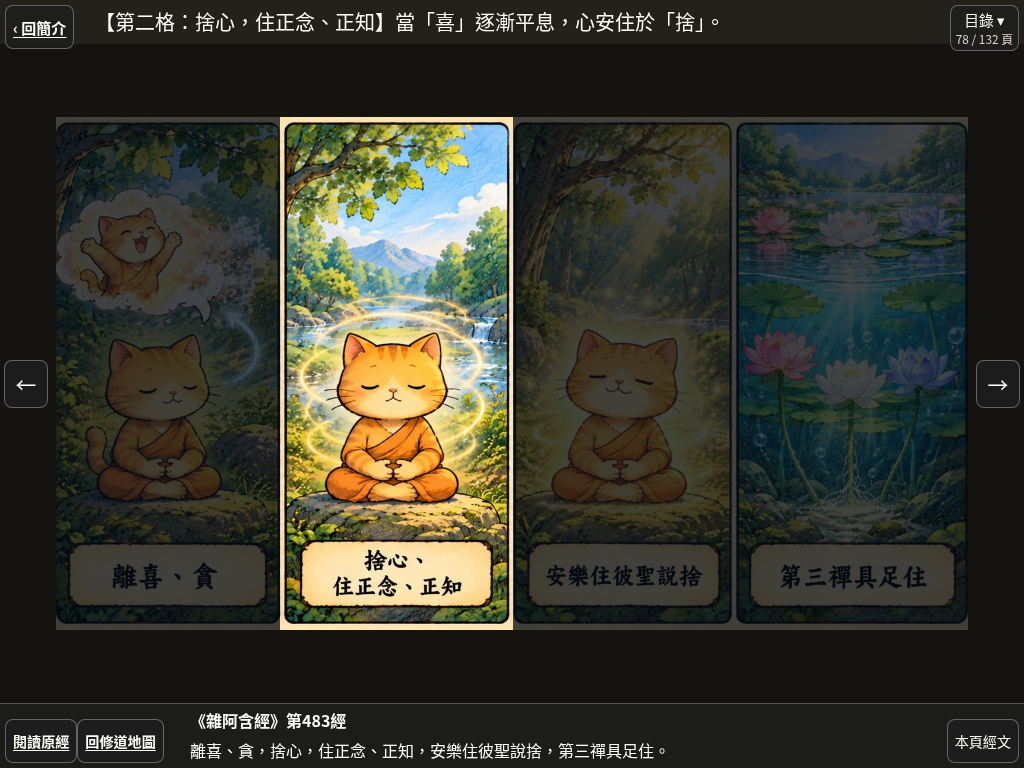 ‹ 回簡介
【第二格：捨心，住正念、正知】當「喜」逐漸平息，心安住於「捨」。
目錄 ▾
78 / 132 頁
離喜、貪
捨心、
住正念、正知
安樂住彼聖說捨
第三禪具足住
←
→
閱讀原經
回修道地圖
《雜阿含經》第483經
離喜、貪，捨心，住正念、正知，安樂住彼聖說捨，第三禪具足住。
本頁經文